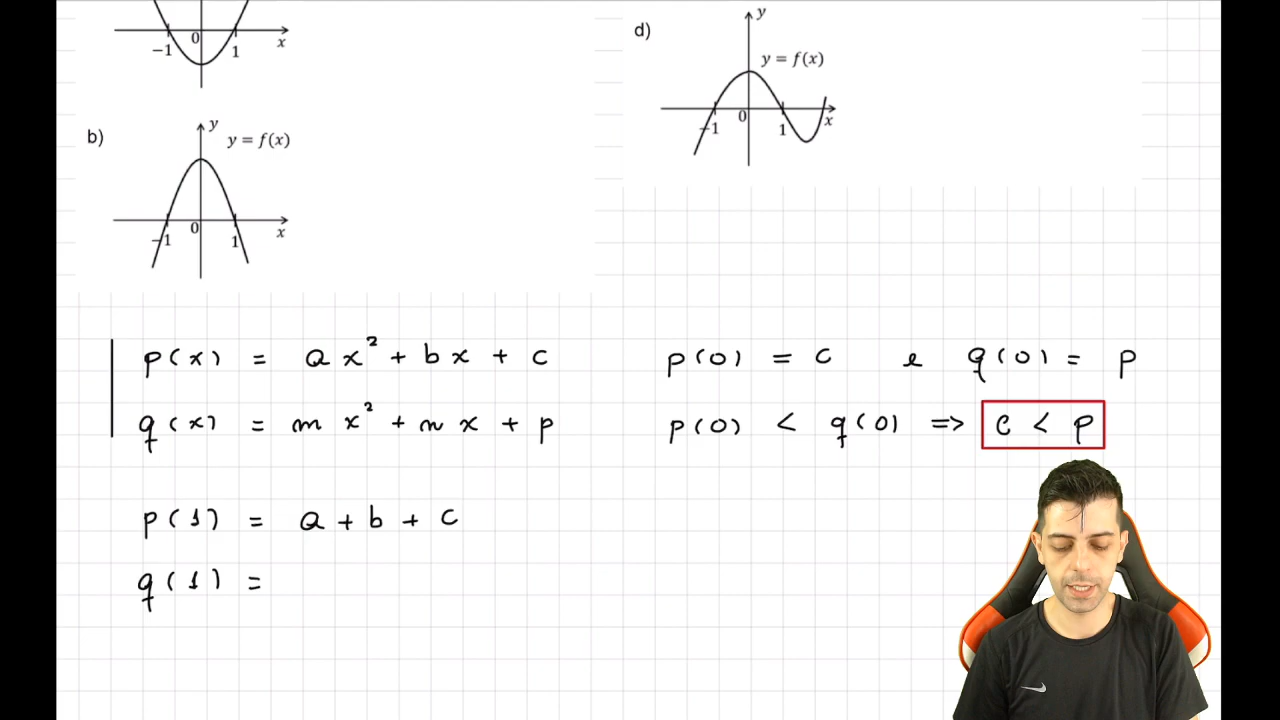 0
−1 1 x
b)
y
y = f(x)
0
−1 1 x
d)
y
y = f(x)
0
−1 1 x
p(x) = ax² + bx + c
q(x) = mx² + nx + p
p(0) = c e q(0) = p
p(0) < q(0) => c < p
p(1) = a + b + c
q(1) =